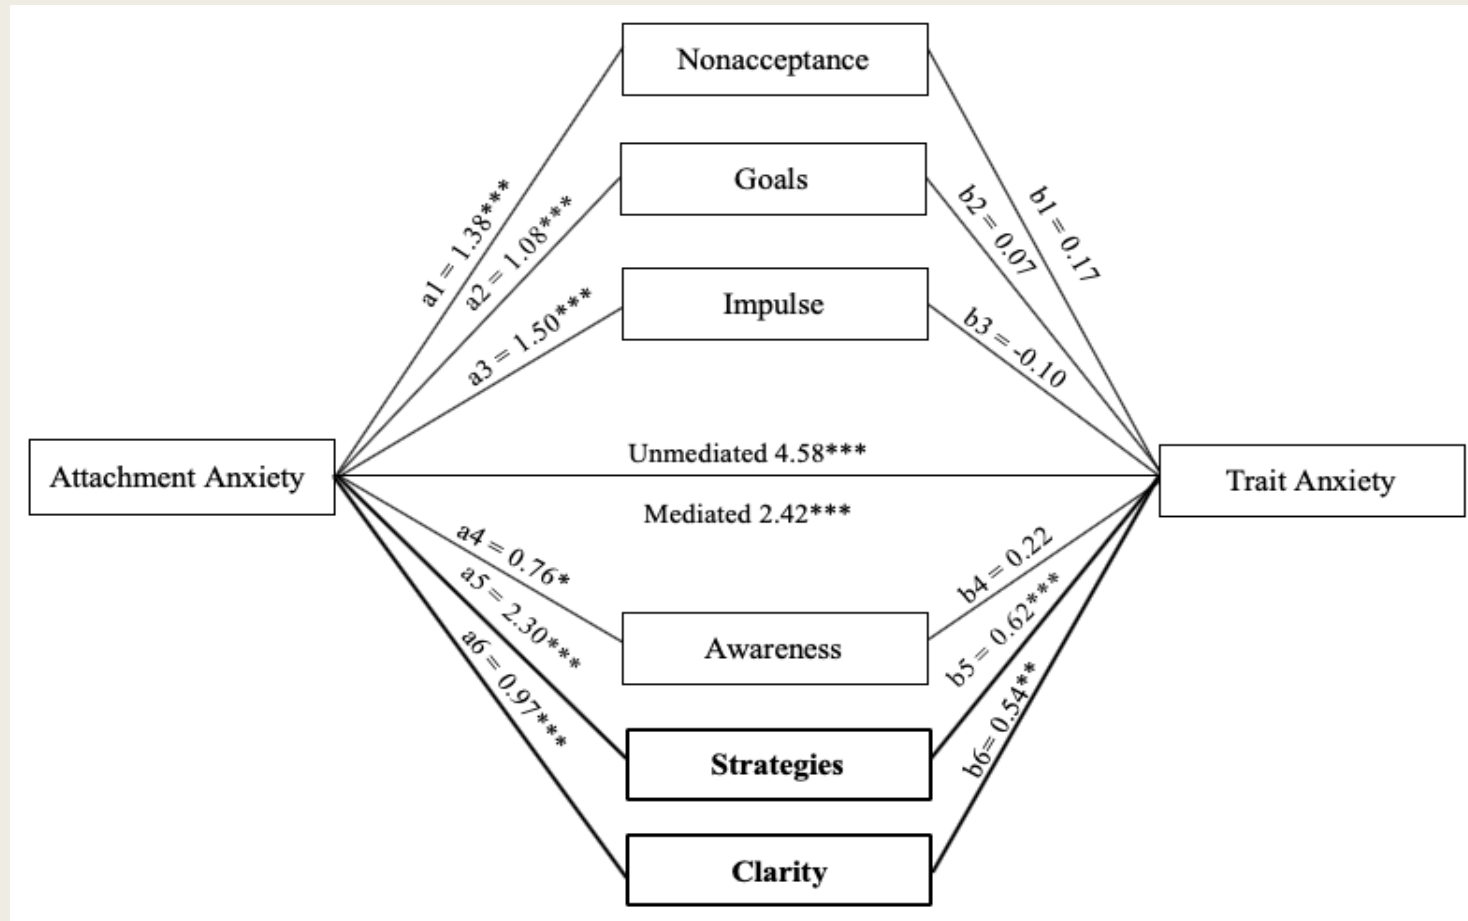 Nonacceptance
Goals
Impulse
a1 = 1.38***
a2 = 1.08***
a3 = 1.50***
b1 = 0.17
b2 = 0.07
b3 = -0.10
Attachment Anxiety
Unmediated 4.58***
Mediated 2.42***
Trait Anxiety
a4 = 0.76*
a5 = 2.30***
a6 = 0.97***
b4 = 0.22
b5 = 0.62***
b6= 0.54**
Awareness
Strategies
Clarity